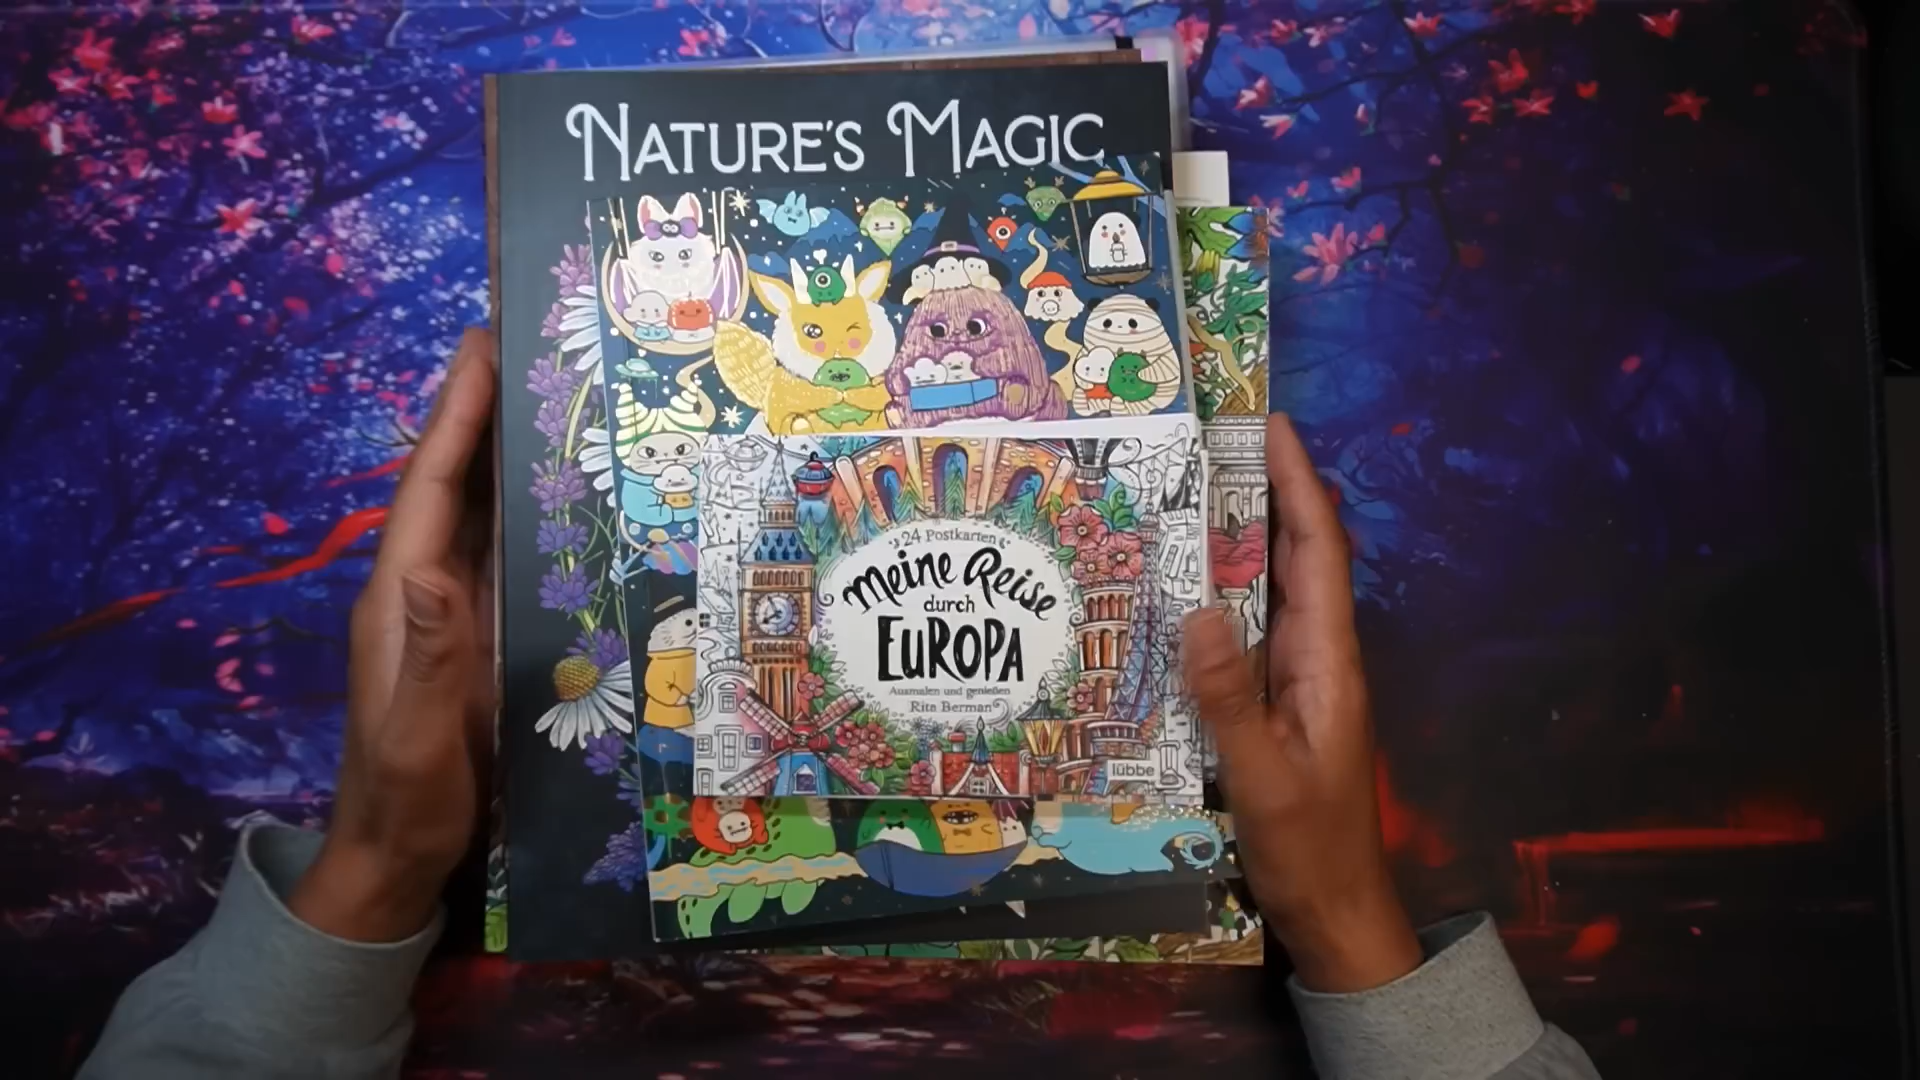 NATURE'S MAGIC
24 Postkarten
Meine Reise
durch
EUROPA
Ausmalen und genießen
Rita Berman
lübbe